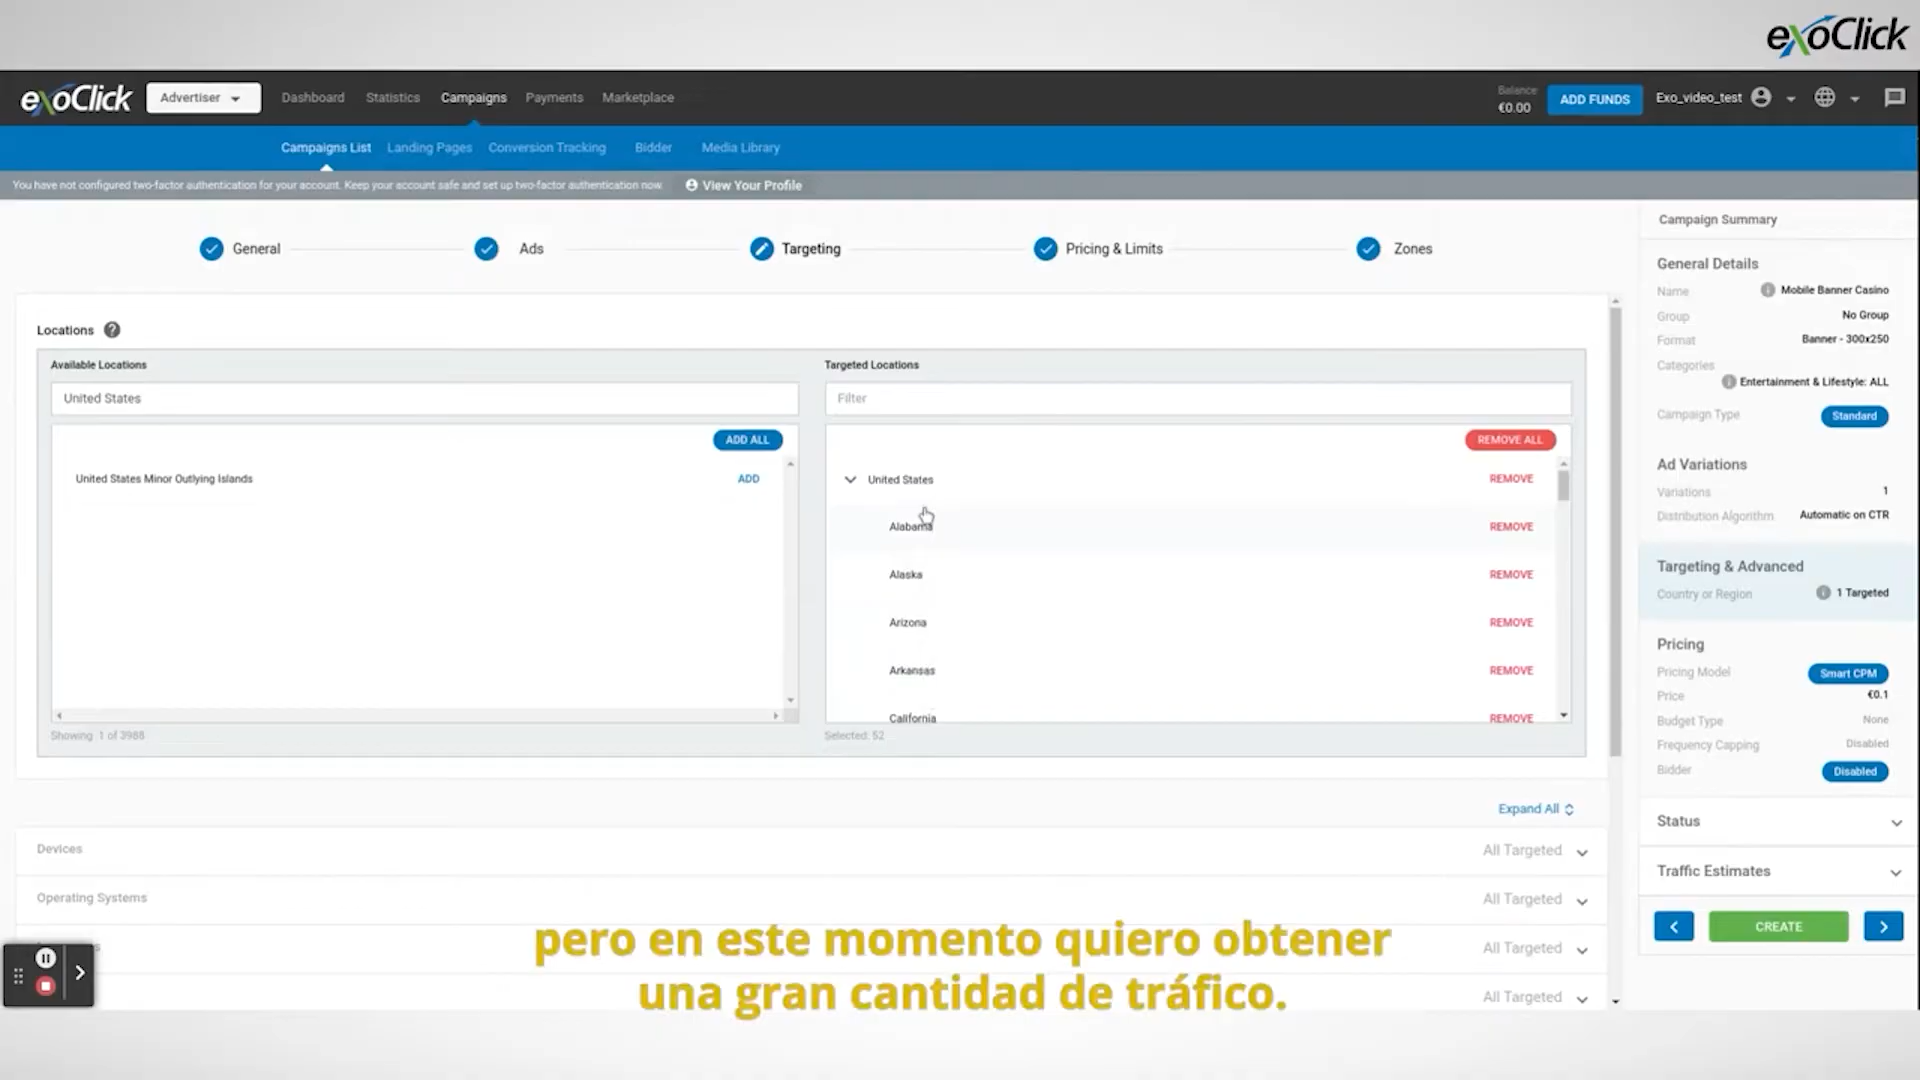 exoClick
exoClick
Advertiser
Dashboard
Statistics
Campaigns
Payments
Marketplace
Balance
€0.00
ADD FUNDS
Exo_video_test
Campaigns List
Landing Pages
Conversion Tracking
Bidder
Media Library
You have not configured two-factor authentication for your account. Keep your account safe and set up two-factor authentication now.
View Your Profile
General
Ads
Targeting
Pricing & Limits
Zones
Locations
Available Locations
United States
ADD ALL
United States Minor Outlying Islands
ADD
Showing 1 of 3988
Targeted Locations
Filter
REMOVE ALL
United States
REMOVE
Alabama
REMOVE
Alaska
REMOVE
Arizona
REMOVE
Arkansas
REMOVE
California
REMOVE
Selected: 52
Expand All
Devices
All Targeted
Operating Systems
All Targeted
All Targeted
All Targeted
Campaign Summary
General Details
Name
Mobile Banner Casino
Group
No Group
Format
Banner - 300x250
Categories
Entertainment & Lifestyle: ALL
Campaign Type
Standard
Ad Variations
Variations
1
Distribution Algorithm
Automatic on CTR
Targeting & Advanced
Country or Region
1 Targeted
Pricing
Pricing Model
Smart CPM
Price
€0.1
Budget Type
None
Frequency Capping
Disabled
Bidder
Disabled
Status
Traffic Estimates
CREATE
pero en este momento quiero obtener
una gran cantidad de tráfico.